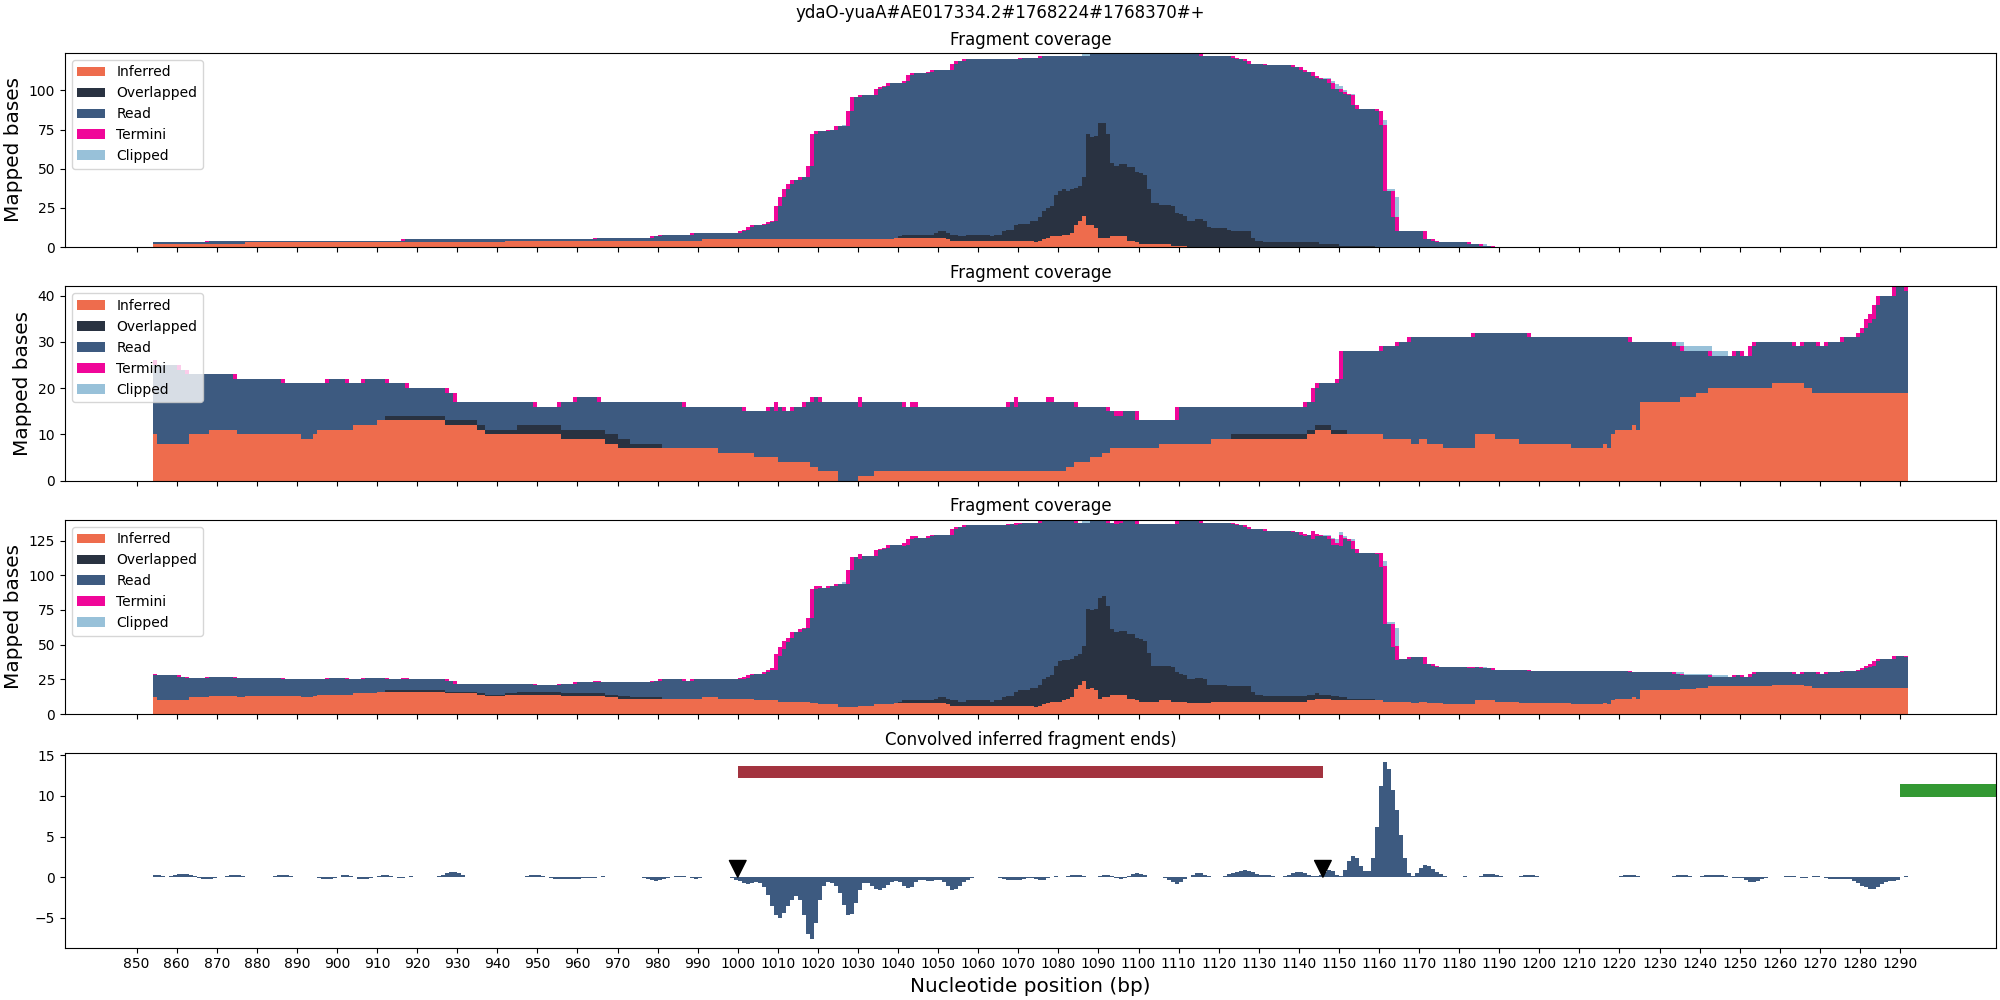 ydaO-yuaA#AE017334.2#1768224#1768370#+
Fragment coverage
Mapped bases
100
75
50
25
0
Inferred
Overlapped
Read
Termini
Clipped
Fragment coverage
Mapped bases
40
30
20
10
0
Inferred
Overlapped
Read
Termini
Clipped
Fragment coverage
Mapped bases
125
100
75
50
25
0
Inferred
Overlapped
Read
Termini
Clipped
Convolved inferred fragment ends)
15
10
5
0
−5
850 860 870 880 890 900 910 920 930 940 950 960 970 980 990 1000 1010 1020 1030 1040 1050 1060 1070 1080 1090 1100 1110 1120 1130 1140 1150 1160 1170 1180 1190 1200 1210 1220 1230 1240 1250 1260 1270 1280 1290
Nucleotide position (bp)